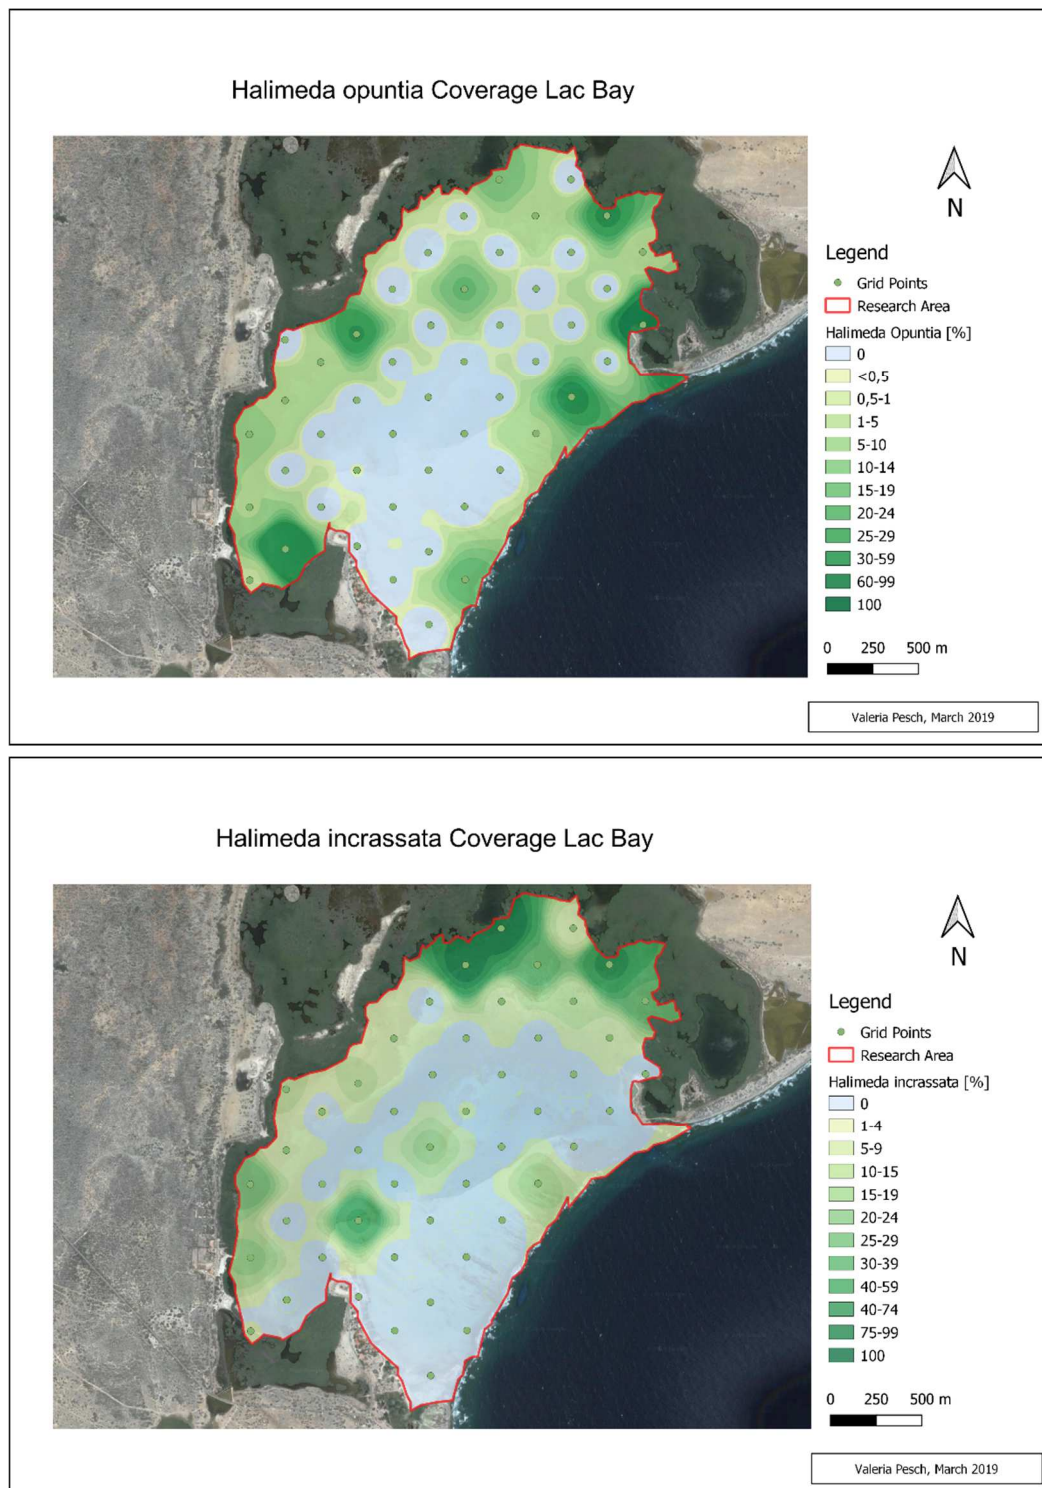 Halimeda opuntia Coverage Lac Bay
N
Legend
Grid Points
Research Area
Halimeda Opuntia [%]
0
<0,5
0,5-1
1-5
5-10
10-14
15-19
20-24
25-29
30-59
60-99
100
0 250 500 m
Valeria Pesch, March 2019
Halimeda incrassata Coverage Lac Bay
N
Legend
Grid Points
Research Area
Halimeda incrassata [%]
0
1-4
5-9
10-15
15-19
20-24
25-29
30-39
40-59
40-74
75-99
100
0 250 500 m
Valeria Pesch, March 2019